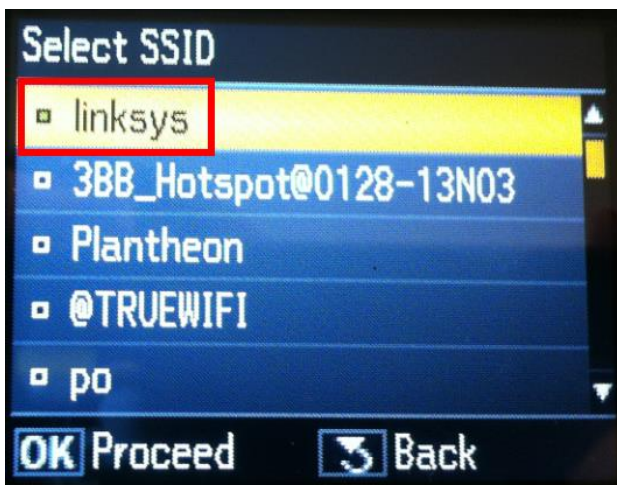 Select SSID
linksys
3BB_Hotspot@0128-13N03
Plantheon
@TRUEWIFI
po
OK Proceed Back